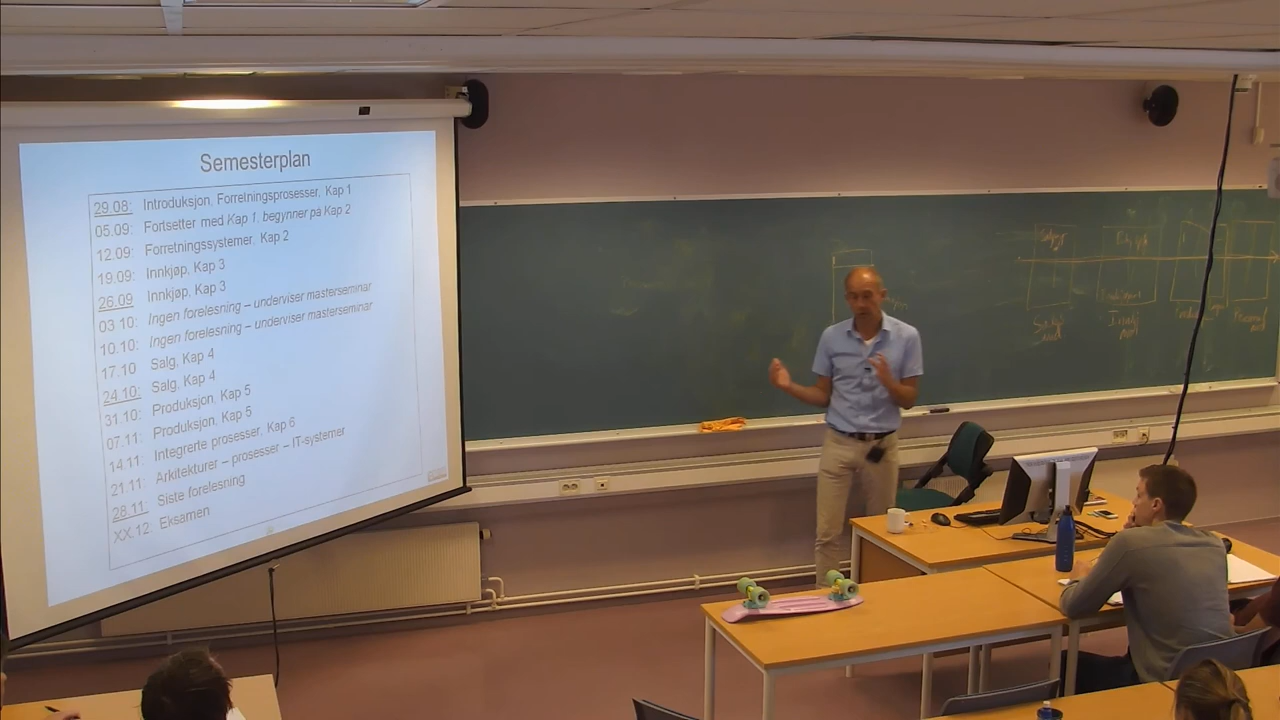 Semesterplan
29.08: Introduksjon, Forretningsprosesser, Kap 1
05.09: Fortsetter med Kap 1, begynner på Kap 2
12.09: Forretningssystemer, Kap 2
19.09: Innkjøp, Kap 3
26.09 Innkjøp, Kap 3
03.10: Ingen forelesning – underviser masterseminar
10.10: Ingen forelesning – underviser masterseminar
17.10 Salg, Kap 4
24.10: Salg, Kap 4
31.10: Produksjon, Kap 5
07.11: Produksjon, Kap 5
14.11: Integrerte prosesser, Kap 6
21.11: Arkitekturer – prosesser – IT-systemer
28.11: Siste forelesning
XX.12: Eksamen